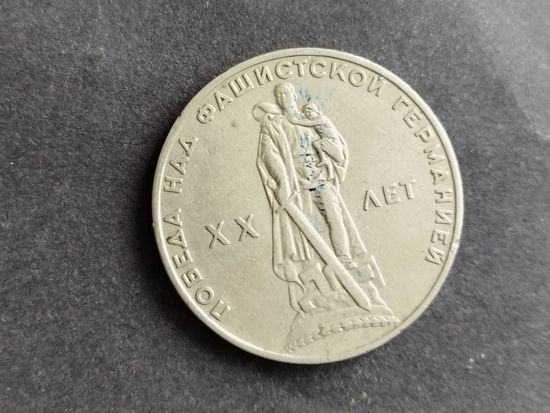 ПОБЕДА НАД ФАШИСТСКОЙ ГЕРМАНИЕЙ
XX ЛЕТ